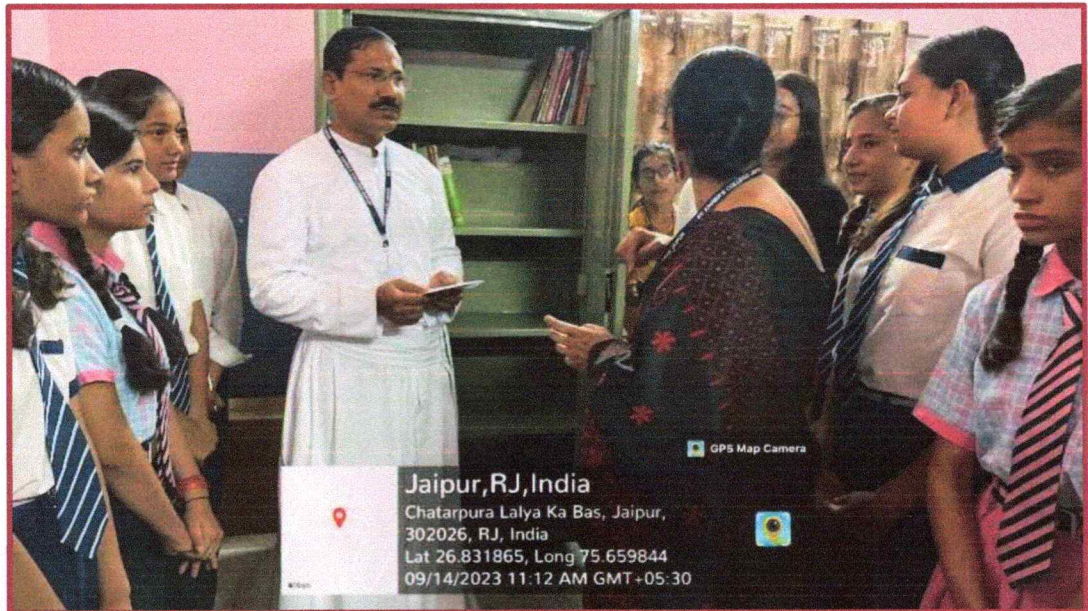 GPS Map Camera
Jaipur,RJ,India
Chatarpura Lalya Ka Bas, Jaipur,
302026, RJ, India
Lat 26.831865, Long 75.659844
09/14/2023 11:12 AM GMT+05:30